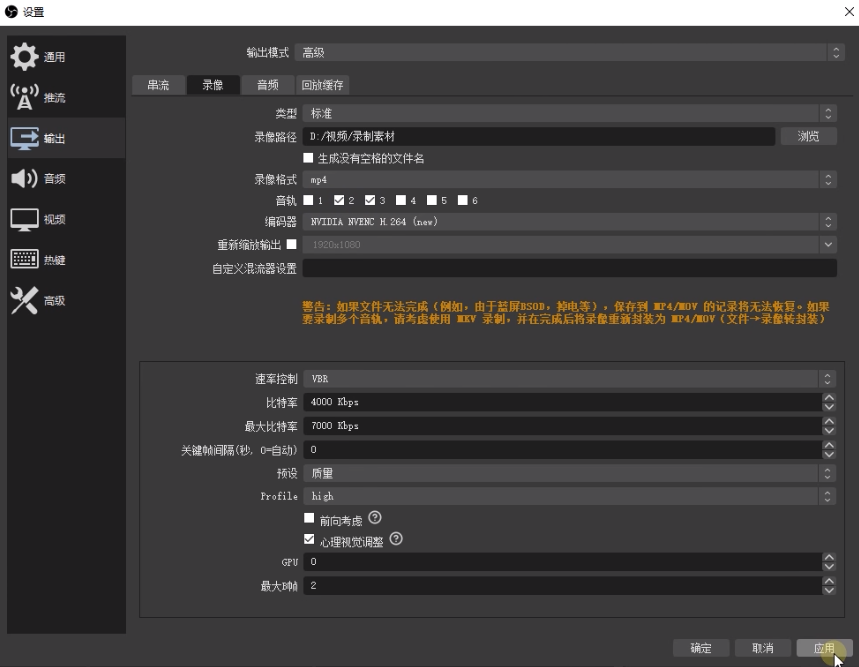 设置
通用
推流
输出
音频
视频
热键
高级
输出模式 高级
串流 录像 音频 回放缓存
类型 标准
录像路径 D:/视频/录制素材 浏览
生成没有空格的文件名
录像格式 mp4
音轨 1 2 3 4 5 6
编码器 NVIDIA NVENC H.264 (new)
重新缩放输出 1920x1080
自定义混流器设置
警告：如果文件无法完成（例如，由于蓝屏BSOD，掉电等），保存到 MP4/MOV 的记录将无法恢复。如果
要录制多个音轨，请考虑使用 MKV 录制，并在完成后将录像重新封装为 MP4/MOV（文件→录像转封装）
速率控制 VBR
比特率 4000 Kbps
最大比特率 7000 Kbps
关键帧间隔(秒, 0=自动) 0
预设 质量
Profile high
前向考虑 ?
心理视觉调整 ?
GPU 0
最大B帧 2
确定 取消 应用